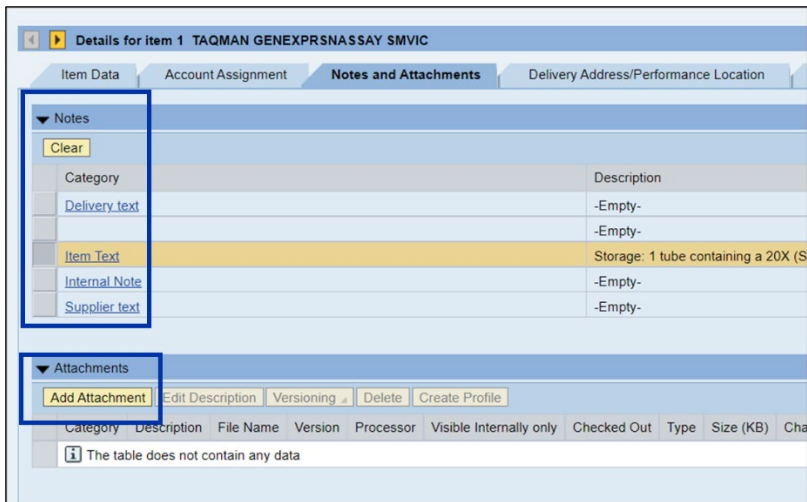 Details for item 1 TAQMAN GENEXPRSNASSAY SMVIC
Item Data Account Assignment Notes and Attachments Delivery Address/Performance Location
Notes
Clear
Category Description
Delivery text -Empty-
-Empty-
Item Text Storage: 1 tube containing a 20X (S
Internal Note -Empty-
Supplier text -Empty-
Attachments
Add Attachment Edit Description Versioning Delete Create Profile
Category Description File Name Version Processor Visible Internally only Checked Out Type Size (KB) Cha
The table does not contain any data